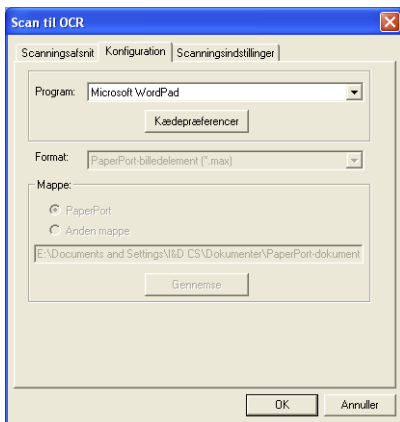 Scan til OCR
Scanningsafsnit Konfiguration Scanningsindstillinger
Program: Microsoft WordPad
Kædepræferencer
Format: PaperPort-billedelement (*.max)
Mappe:
PaperPort
Anden mappe
E:\Documents and Settings\I&D CS\Dokumenter\PaperPort-dokument
Gennemse
OK Annuller